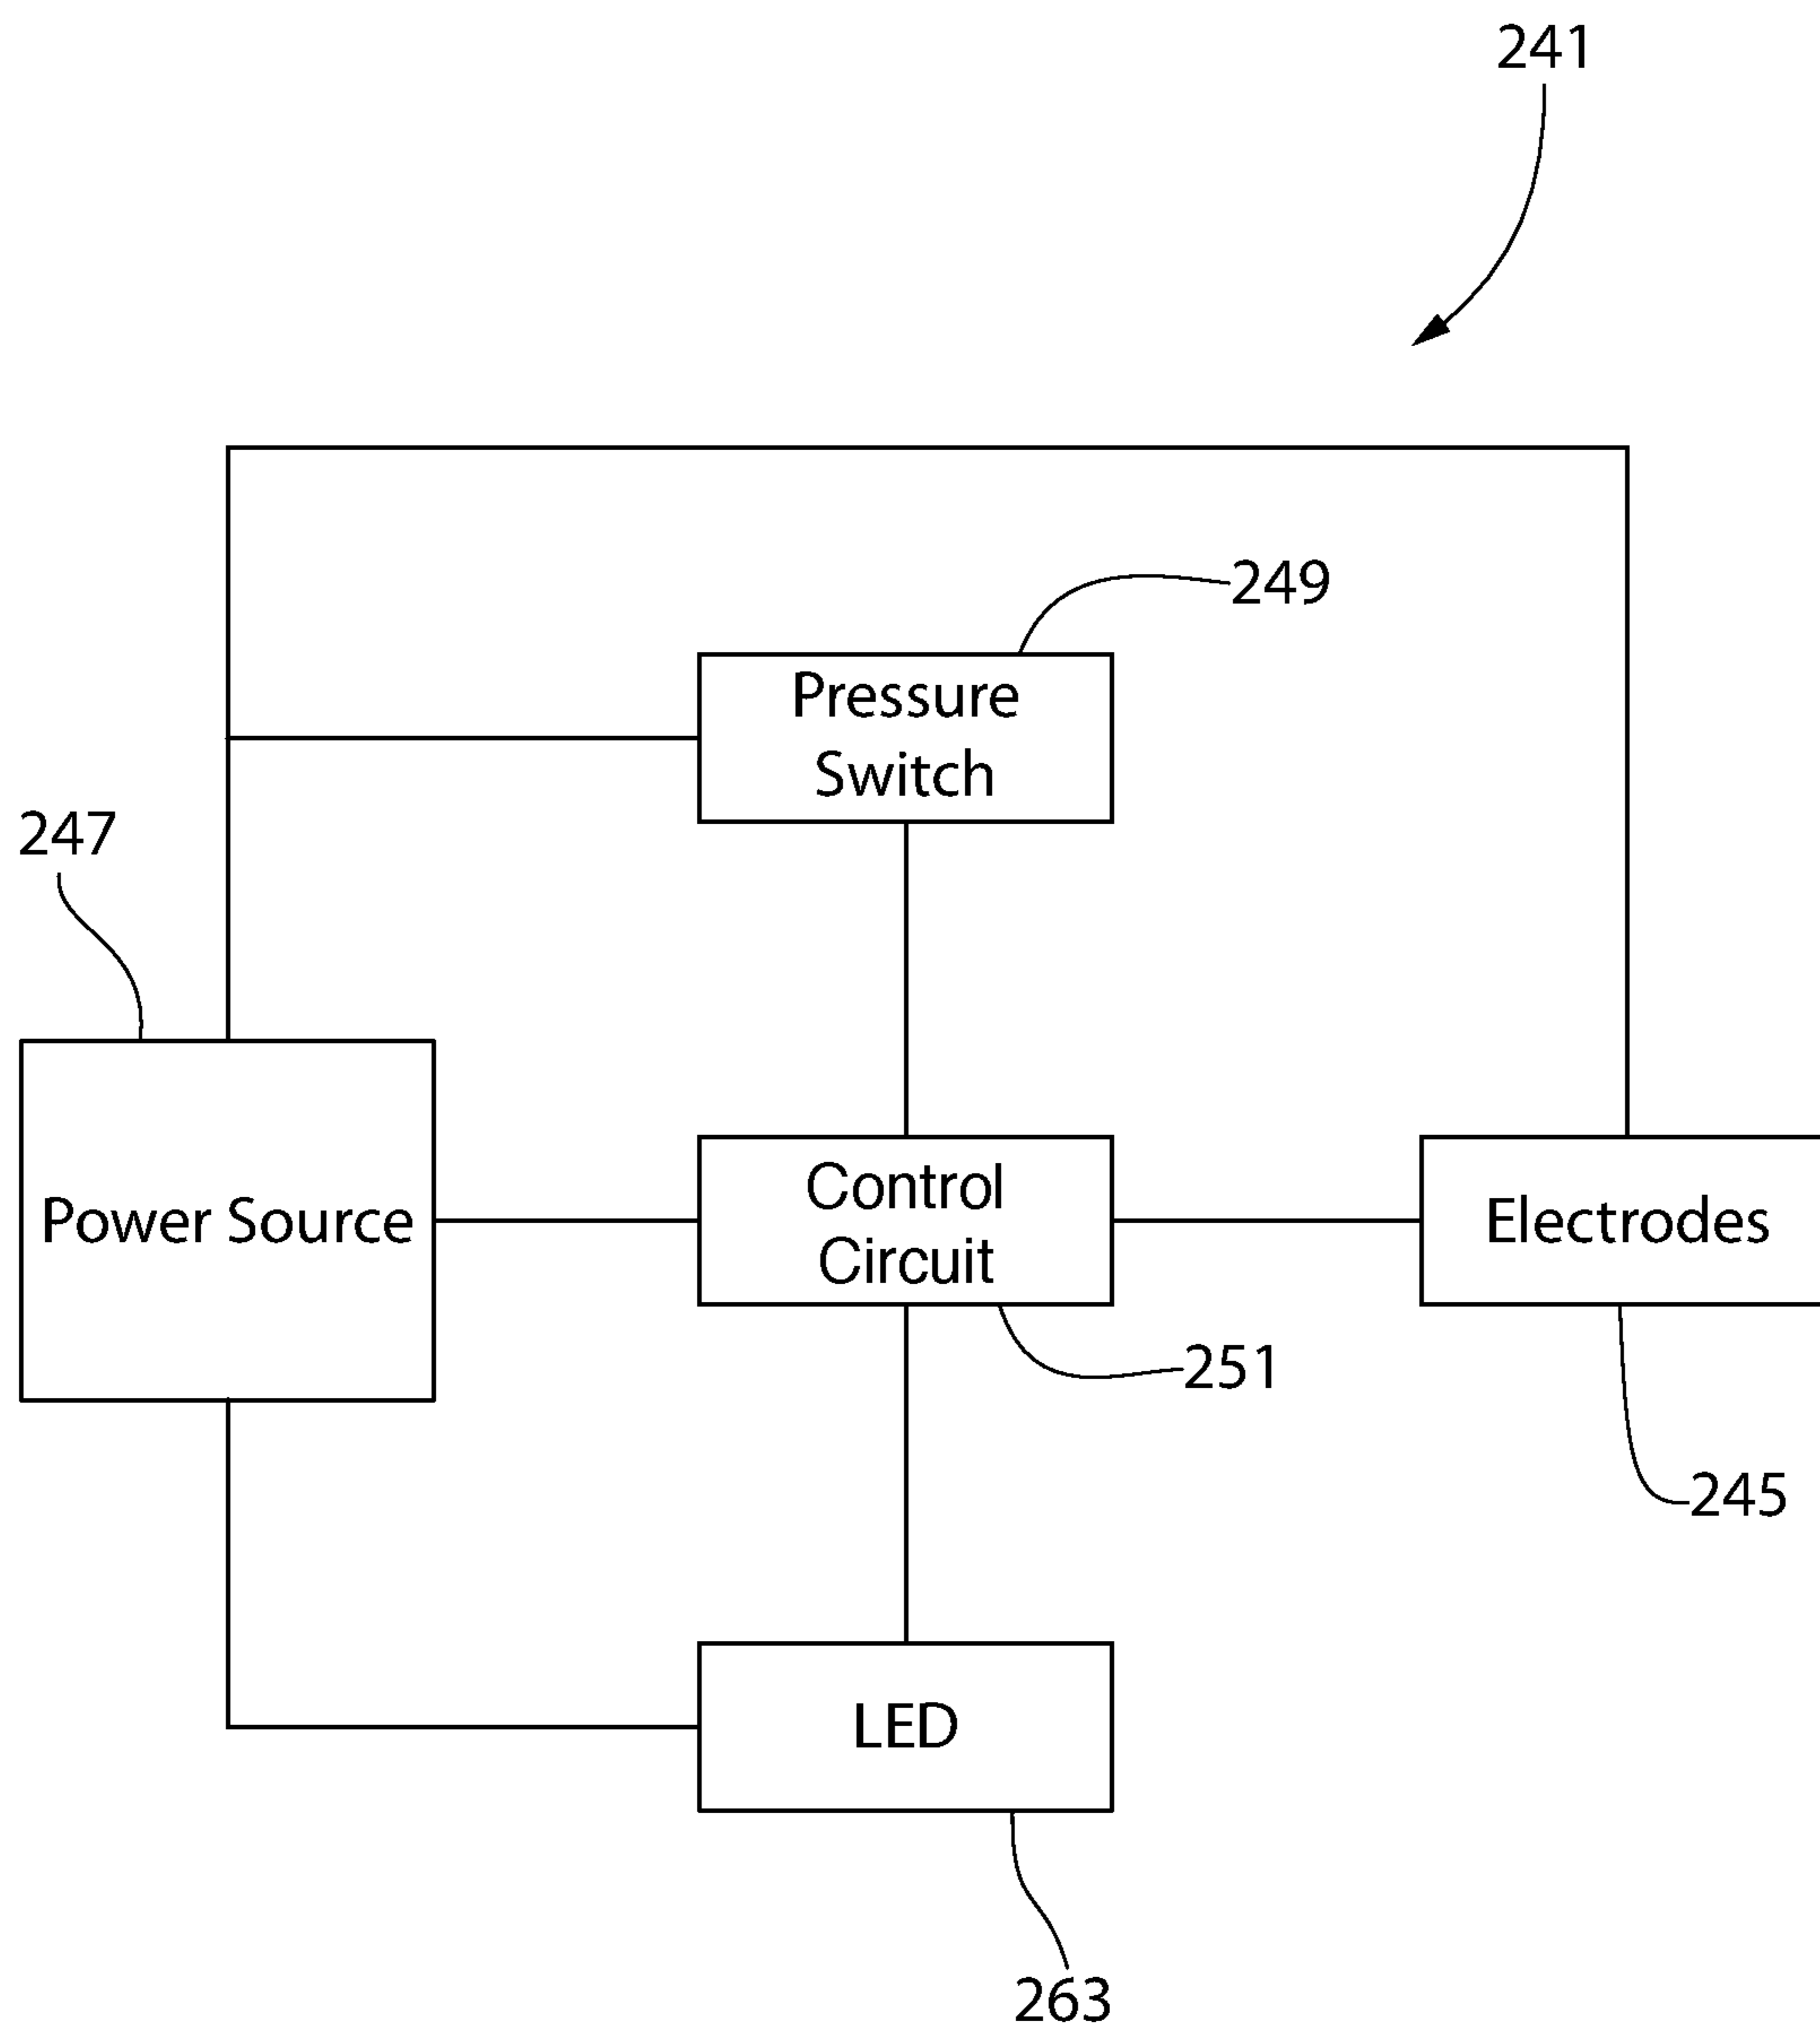 241
249
Pressure
Switch
247
Power Source
Control
Circuit
Electrodes
251
245
LED
263